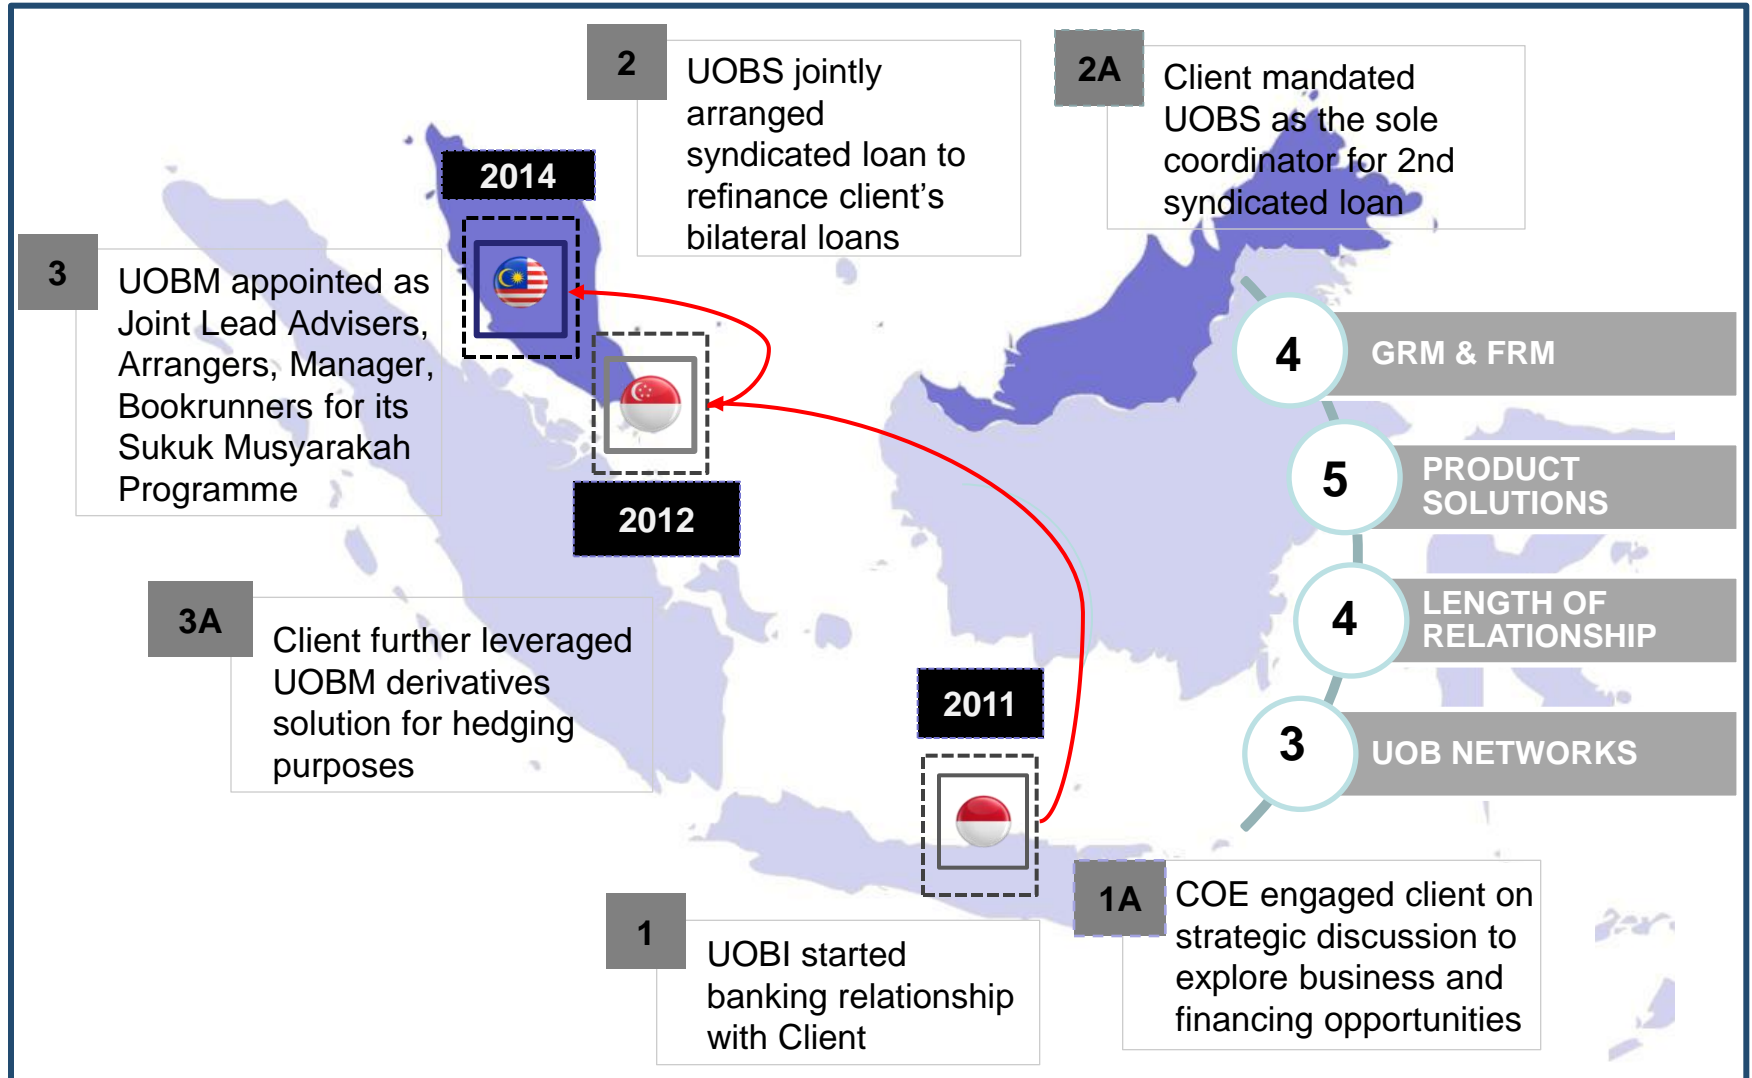 2
UOBS jointly
arranged
syndicated loan to
refinance client’s
bilateral loans
2A
Client mandated
UOBS as the sole
coordinator for 2nd
syndicated loan
2014
3
UOBM appointed as
Joint Lead Advisers,
Arrangers, Manager,
Bookrunners for its
Sukuk Musyarakah
Programme
2012
4
GRM & FRM
5
PRODUCT
SOLUTIONS
4
LENGTH OF
RELATIONSHIP
3
UOB NETWORKS
3A
Client further leveraged
UOBM derivatives
solution for hedging
purposes
2011
1
UOBI started
banking relationship
with Client
1A
COE engaged client on
strategic discussion to
explore business and
financing opportunities